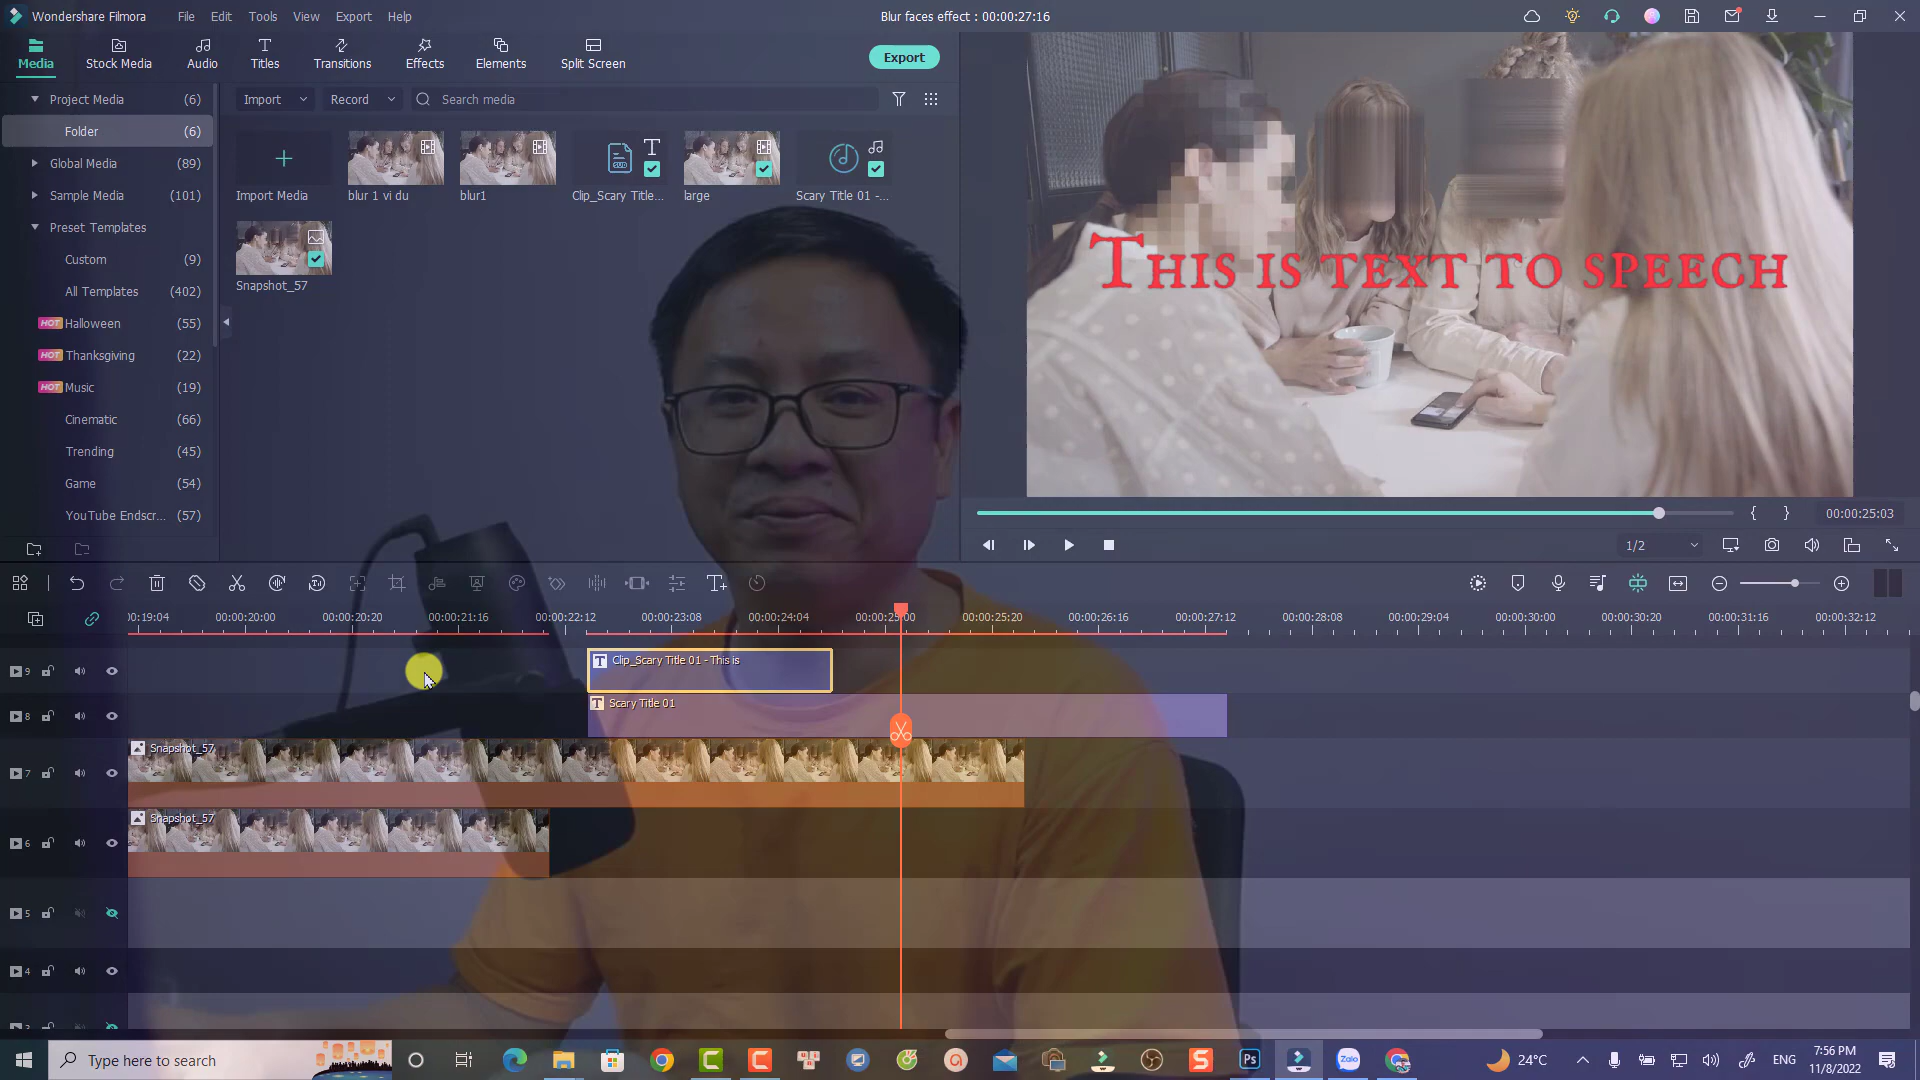 Wondershare Filmora File Edit Tools View Export Help Blur faces effect : 00:00:27:16
Media Stock Media Audio Titles Transitions Effects Elements Split Screen Export
Project Media (6) Import Record Search media
Folder (6)
Global Media (89)
Sample Media (101) Import Media blur 1 vi du blur1 Clip_Scary Title... large Scary Title 01 -...
Preset Templates
Custom (9)
THIS IS TEXT TO SPEECH
All Templates (402) Snapshot_57
HOT Halloween (55)
HOT Thanksgiving (22)
HOT Music (19)
Cinematic (66)
Trending (45)
Game (54)
YouTube Endscr... (57) { } 00:00:25:03
1/2
00:19:04 00:00:20:00 00:00:20:20 00:00:21:16 00:00:22:12 00:00:23:08 00:00:24:04 00:00:25:00 00:00:25:20 00:00:26:16 00:00:27:12 00:00:28:08 00:00:29:04 00:00:30:00 00:00:30:20 00:00:31:16 00:00:32:12
9 T Clip_Scary Title 01 - This is
8 T Scary Title 01
Snapshot_57
7
Snapshot_57
6
5
4
Type here to search Ps Zalo 24°C ENG 7:56 PM
11/8/2022